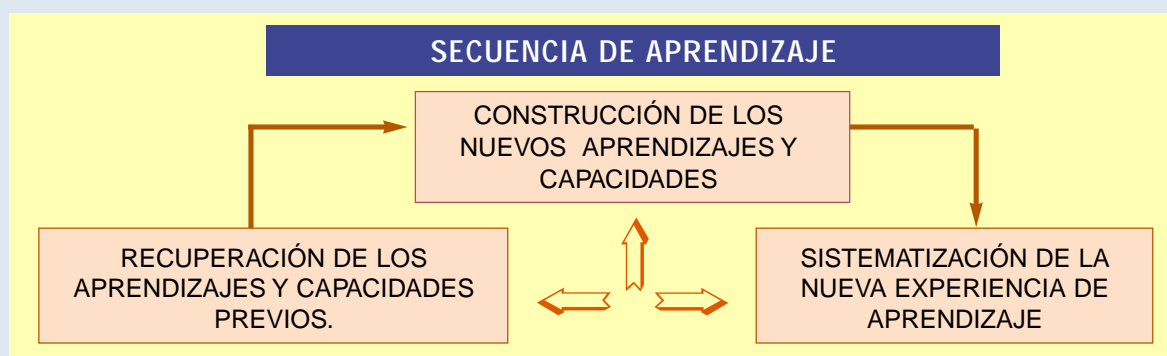 SECUENCIA DE APRENDIZAJE
CONSTRUCCIÓN DE LOS
NUEVOS APRENDIZAJES Y
CAPACIDADES
RECUPERACIÓN DE LOS
APRENDIZAJES Y CAPACIDADES
PREVIOS.
SISTEMATIZACIÓN DE LA
NUEVA EXPERIENCIA DE
APRENDIZAJE